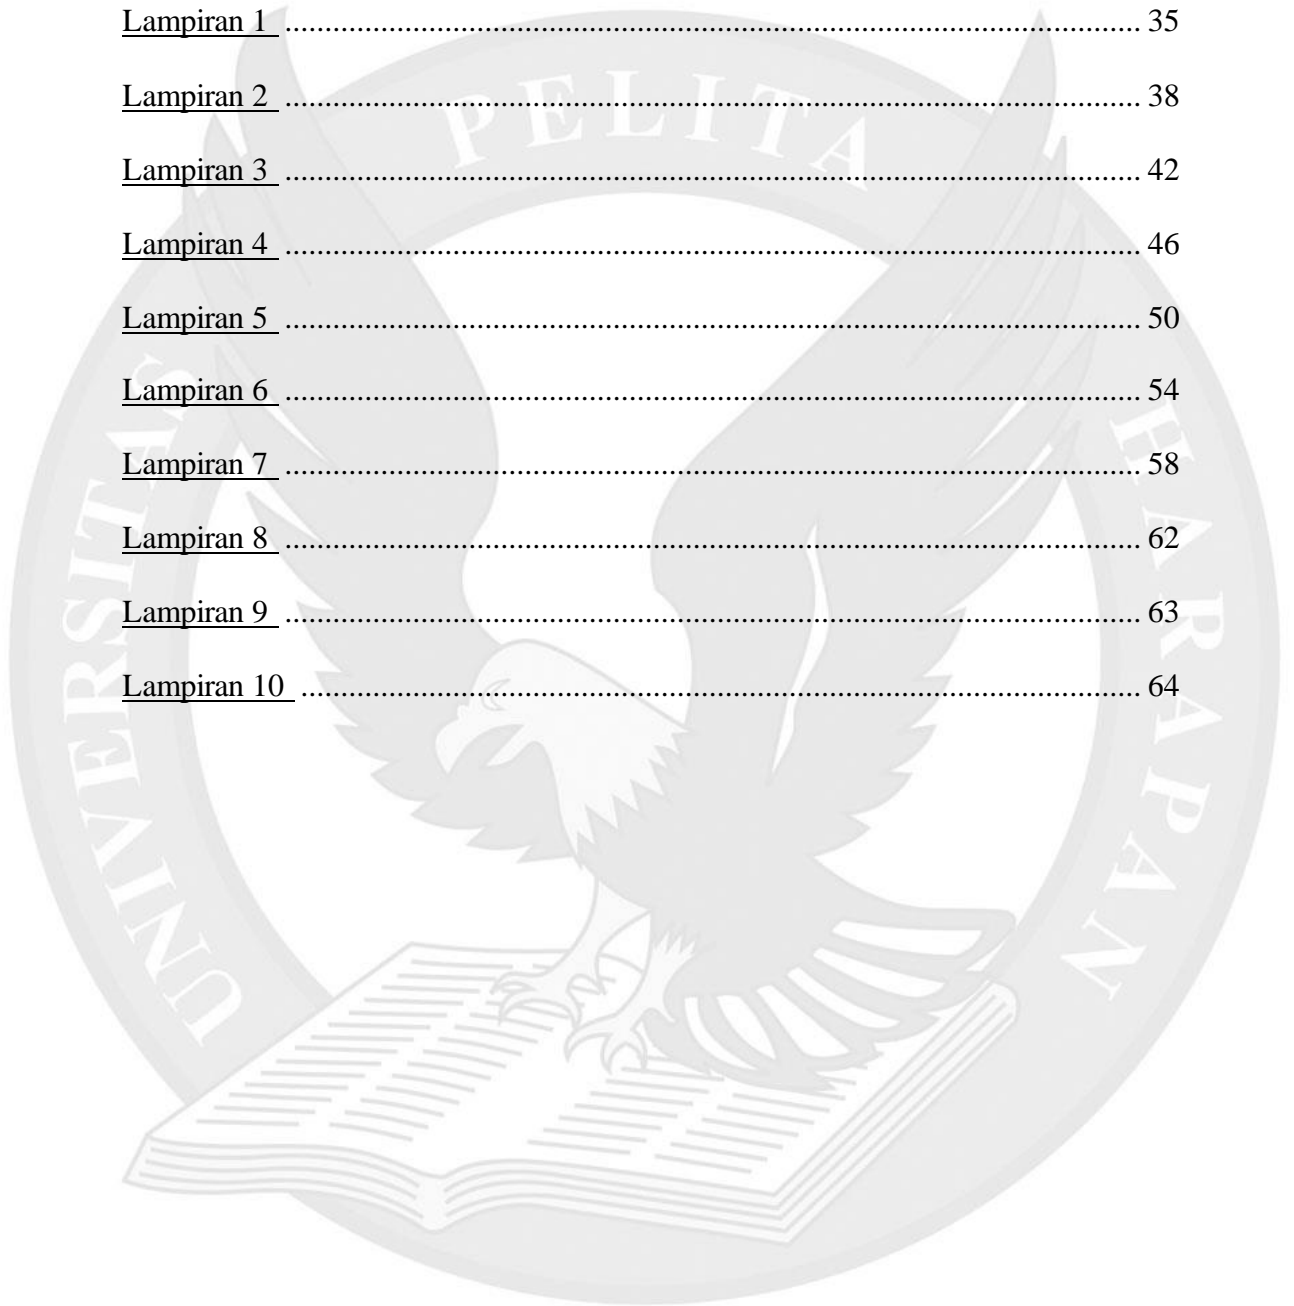 Lampiran 1 ........................................................................................................... 35
Lampiran 2 ........................................................................................................... 38
Lampiran 3 ........................................................................................................... 42
Lampiran 4 ........................................................................................................... 46
Lampiran 5 ........................................................................................................... 50
Lampiran 6 ........................................................................................................... 54
Lampiran 7 ........................................................................................................... 58
Lampiran 8 ........................................................................................................... 62
Lampiran 9 ........................................................................................................... 63
Lampiran 10 ......................................................................................................... 64
UNIVERSITAS PELITA HARAPAN